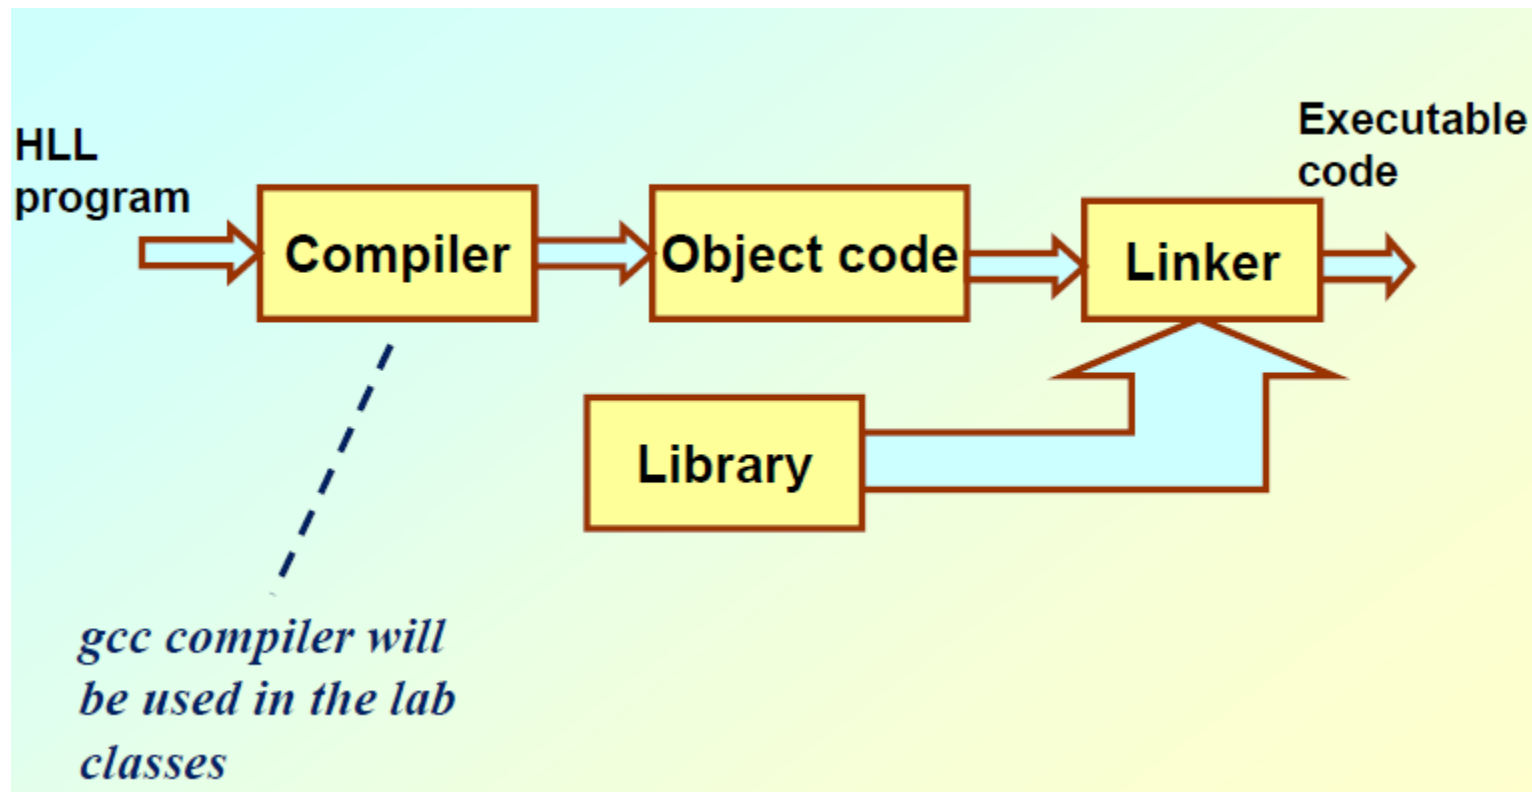 HLL
program
Executable
code
Compiler
Object code
Linker
Library
gcc compiler will
be used in the lab
classes